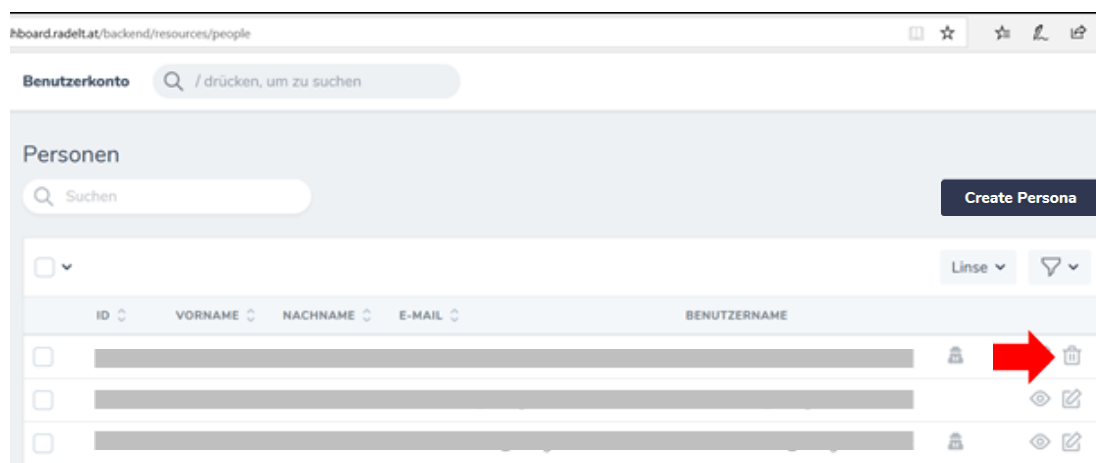 hboard.radelt.at/backend/resources/people
Benutzerkonto / drücken, um zu suchen
Personen
Suchen
Create Persona
Linse
ID VORNAME NACHNAME E-MAIL BENUTZERNAME